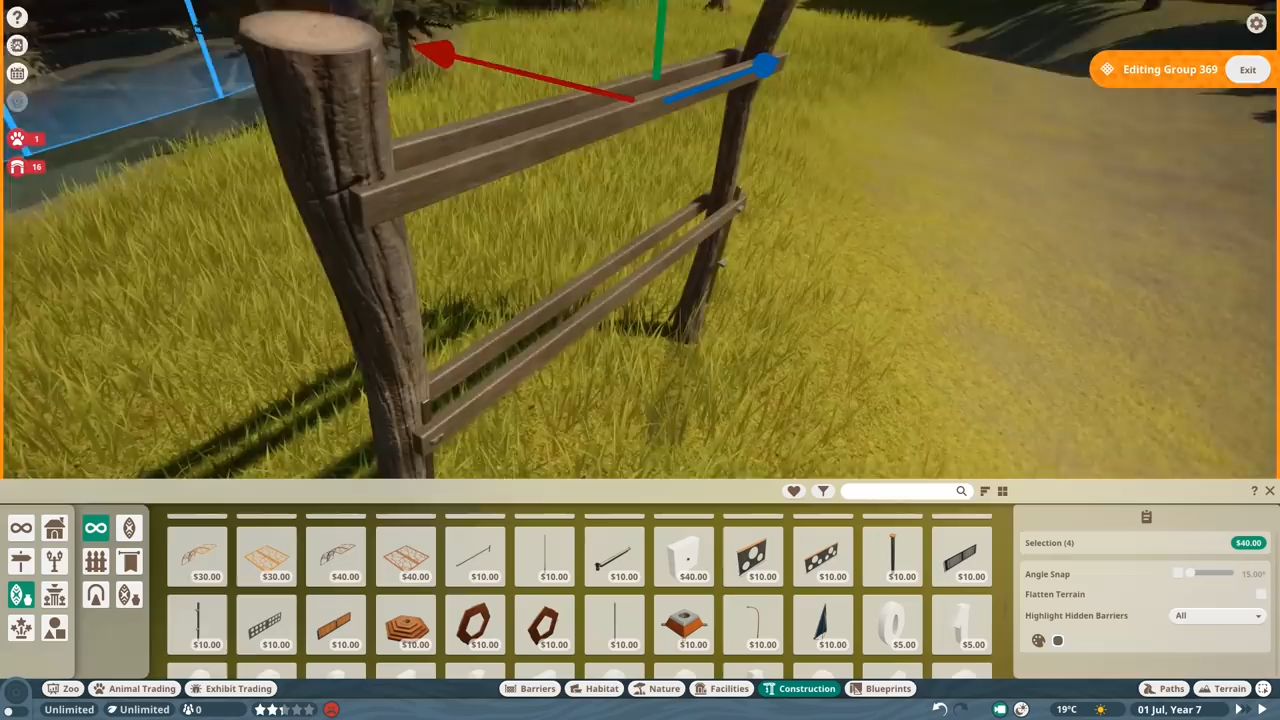 Editing Group 369
Exit
1
16
$30.00 $30.00 $40.00 $40.00 $10.00 $10.00 $10.00 $40.00 $10.00 $10.00 $10.00 $10.00
$10.00 $10.00 $10.00 $10.00 $10.00 $10.00 $10.00 $10.00 $10.00 $10.00 $5.00 $5.00
Selection (4) $40.00
Angle Snap 15.00°
Flatten Terrain
Highlight Hidden Barriers All
Zoo Animal Trading Exhibit Trading Barriers Habitat Nature Facilities Construction Blueprints Paths Terrain
Unlimited Unlimited 0 19°C 01 Jul, Year 7